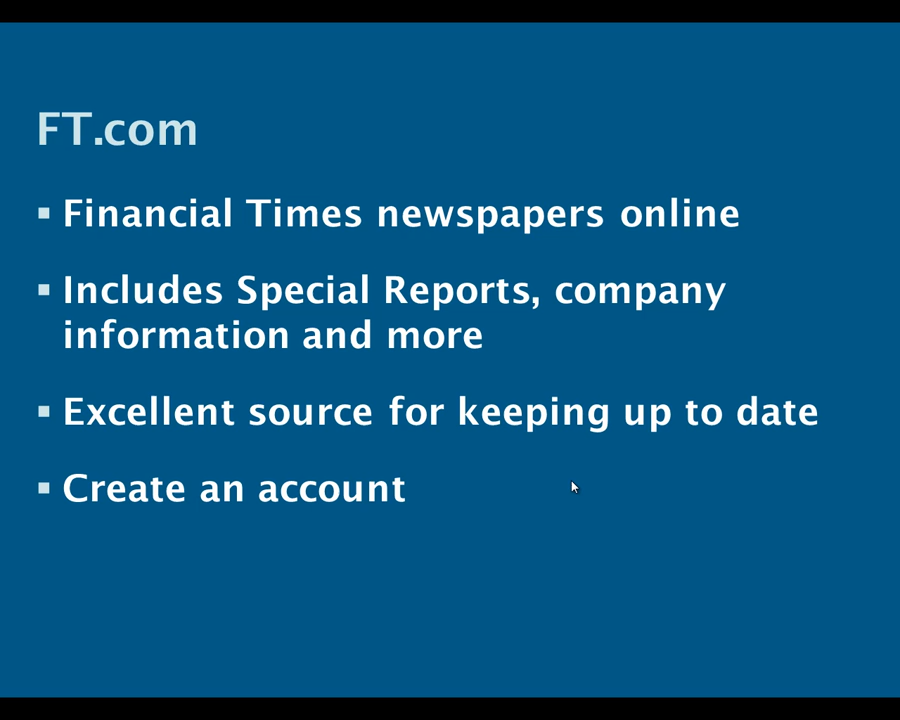 FT.com
▪ Financial Times newspapers online
▪ Includes Special Reports, company
information and more
▪ Excellent source for keeping up to date
▪ Create an account